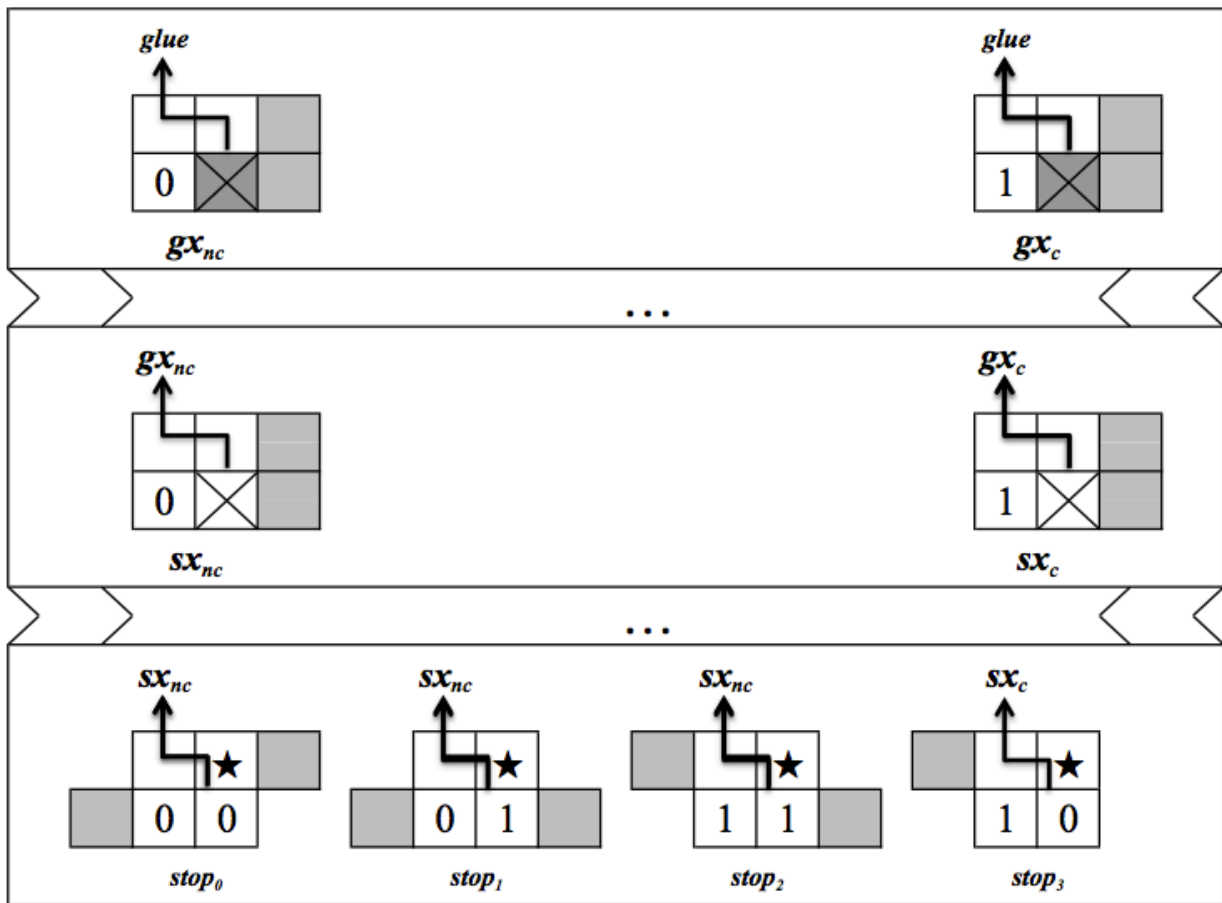 glue glue
0 1
gx_nc gx_c
...
gx_nc gx_c
0 1
sx_nc sx_c
...
sx_nc sx_nc sx_nc sx_c
★ ★ ★ ★
0 0 0 1 1 1 1 0
stop_0 stop_1 stop_2 stop_3